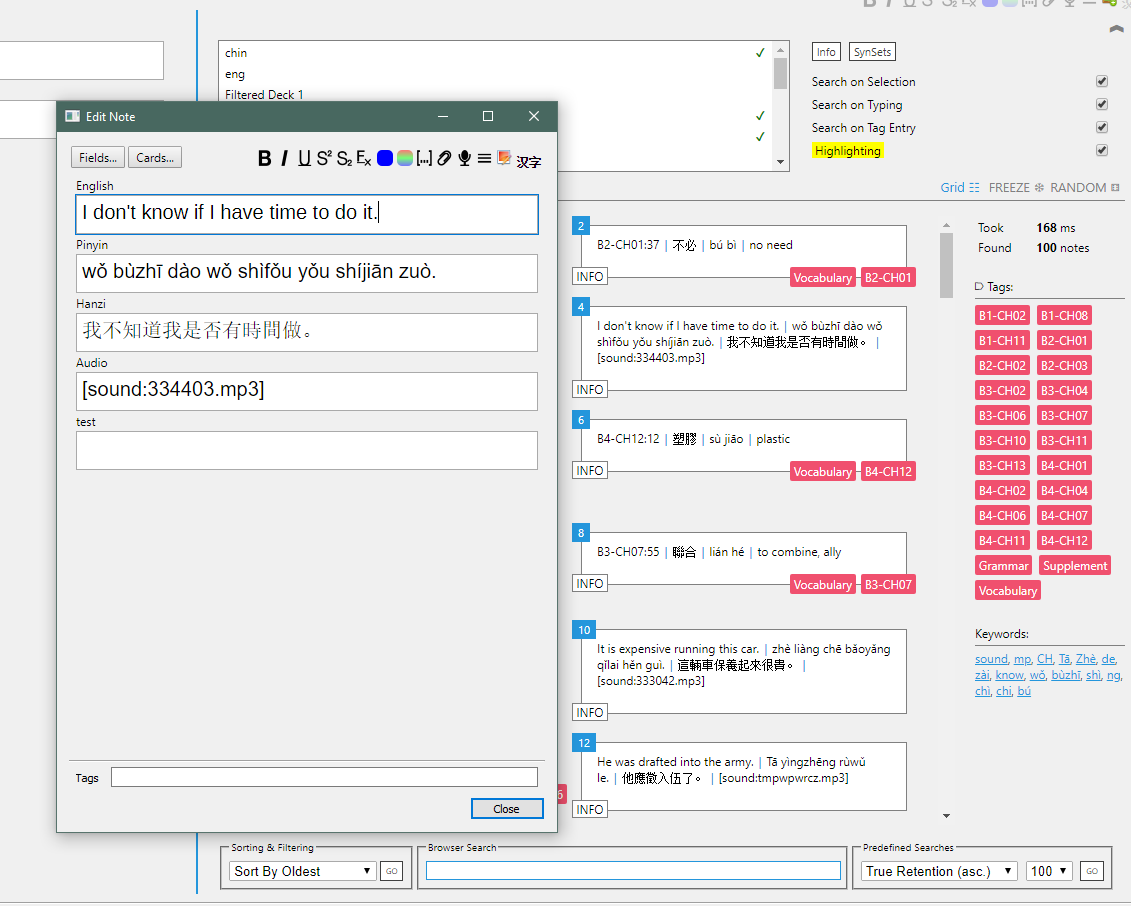 B I U S S₂ Ex [...]
chin ✓
eng
Filtered Deck 1
Info SynSets
Search on Selection
Search on Typing
Search on Tag Entry
Highlighting
Grid FREEZE RANDOM
Edit Note
Fields... Cards... B I U S² S₂ Ex [...] 汉字
English
I don't know if I have time to do it.
Pinyin
wǒ bùzhī dào wǒ shìfǒu yǒu shíjiān zuò.
Hanzi
我不知道我是否有時間做。
Audio
[sound:334403.mp3]
test
Tags
Close
2
B2-CH01:37 | 不必 | bú bì | no need
INFO Vocabulary B2-CH01
4
I don't know if I have time to do it. | wǒ bùzhī dào wǒ
shìfǒu yǒu shíjiān zuò. | 我不知道我是否有時間做。 |
[sound:334403.mp3]
INFO
6
B4-CH12:12 | 塑膠 | sù jiāo | plastic
INFO Vocabulary B4-CH12
8
B3-CH07:55 | 聯合 | lián hé | to combine, ally
INFO Vocabulary B3-CH07
10
It is expensive running this car. | zhè liàng chē bǎoyǎng
qǐlai hěn guì. | 這輛車保養起來很貴。 |
[sound:333042.mp3]
INFO
12
He was drafted into the army. | Tā yìngzhēng rùwǔ
le. | 他應徵入伍了。 | [sound:tmpwpwrcz.mp3]
6
INFO
Took 168 ms
Found 100 notes
Tags:
B1-CH02 B1-CH08
B1-CH11 B2-CH01
B2-CH02 B2-CH03
B3-CH02 B3-CH04
B3-CH06 B3-CH07
B3-CH10 B3-CH11
B3-CH13 B4-CH01
B4-CH02 B4-CH04
B4-CH06 B4-CH07
B4-CH11 B4-CH12
Grammar Supplement
Vocabulary
Keywords:
sound, mp, CH, Tā, Zhè, de,
zài, know, wǒ, bùzhī, shì, ng,
chì, chi, bú
Sorting & Filtering
Sort By Oldest GO
Browser Search
Predefined Searches
True Retention (asc.) 100 GO